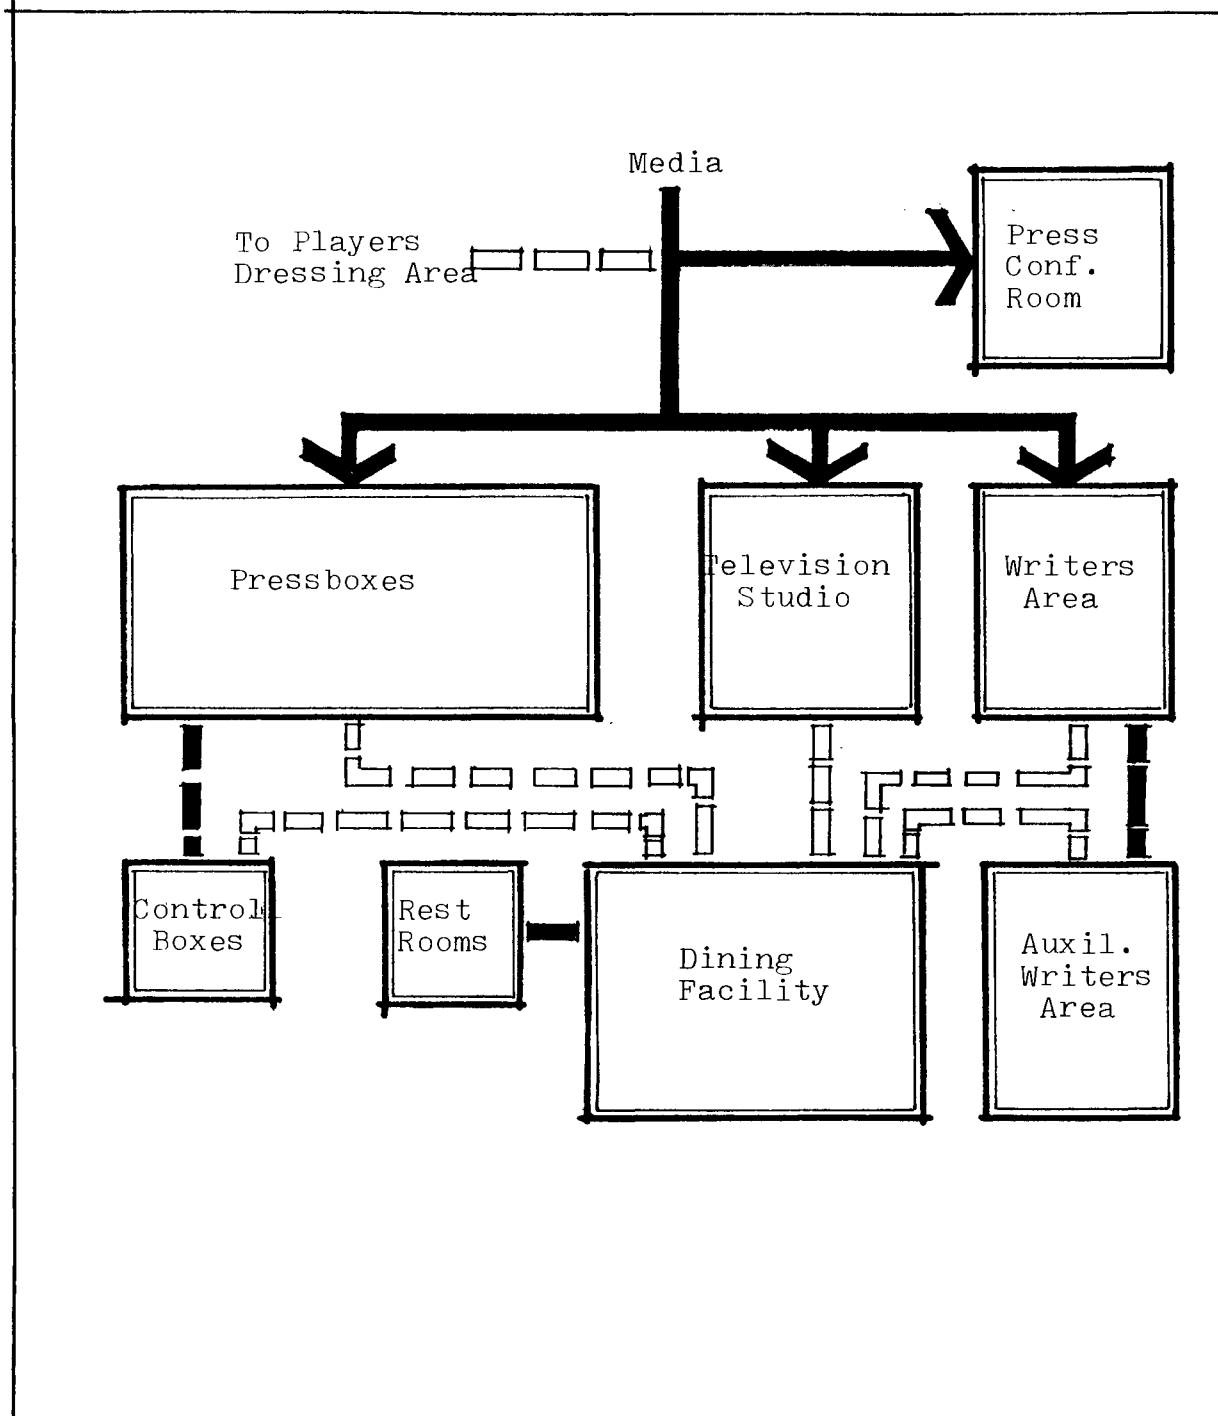 Media
To Players
Dressing Area
Press
Conf.
Room
Pressboxes
Television
Studio
Writers
Area
Control
Boxes
Rest
Rooms
Dining
Facility
Auxil.
Writers
Area